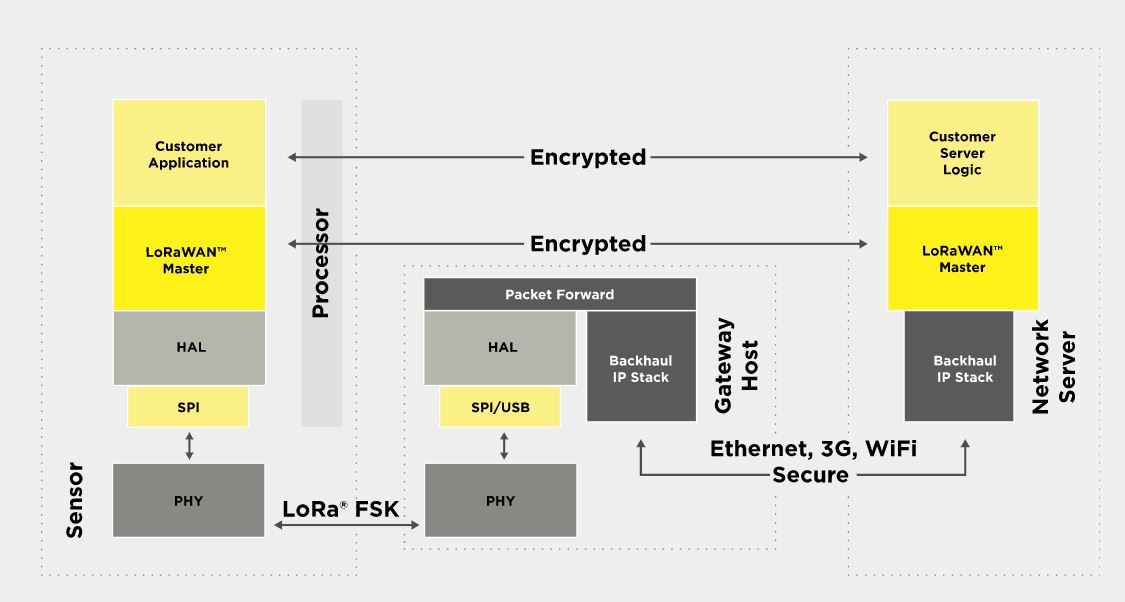 Customer
Application
LoRaWAN™
Master
HAL
SPI
PHY
Processor
Sensor
Encrypted
Encrypted
LoRa® FSK
Packet Forward
HAL
SPI/USB
PHY
Backhaul
IP Stack
Gateway
Host
Ethernet, 3G, WiFi
Secure
Customer
Server
Logic
LoRaWAN™
Master
Backhaul
IP Stack
Network
Server